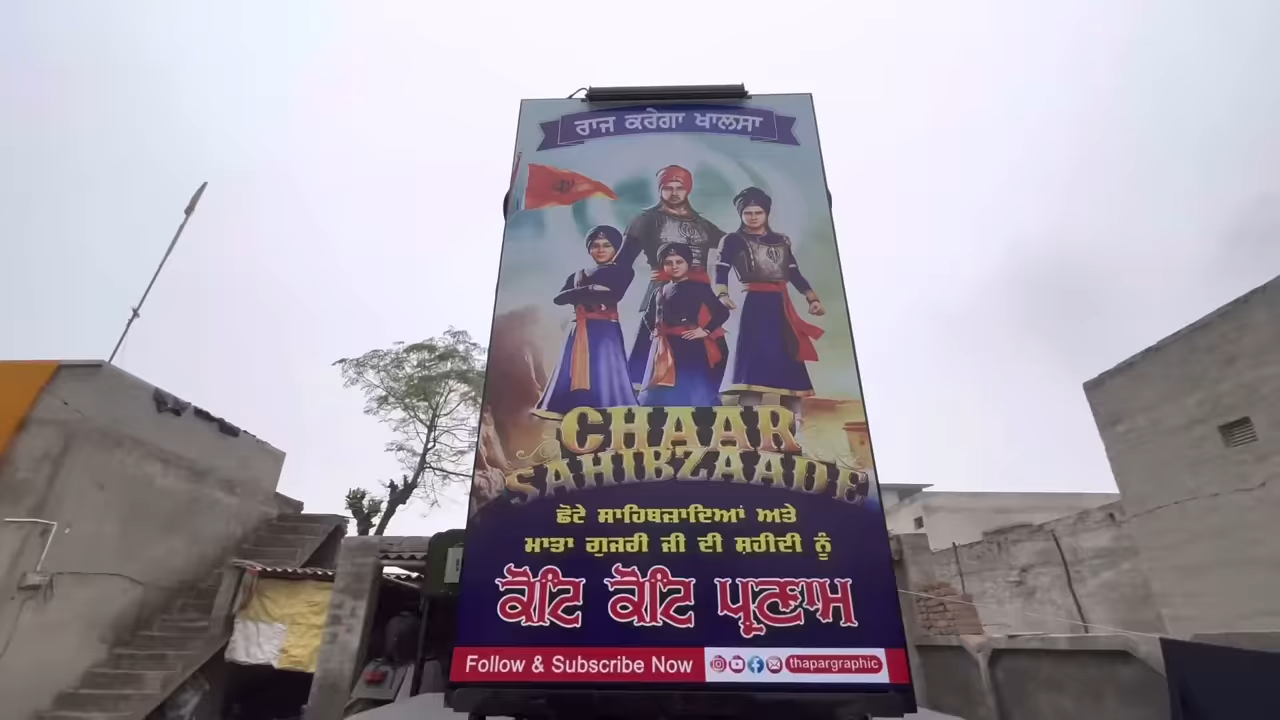 ਰਾਜ ਕਰੇਗਾ ਖਾਲਸਾ
CHAAR
SAHIBZAADE
ਛੋਟੇ ਸਾਹਿਬਜ਼ਾਦਿਆਂ ਅਤੇ
ਮਾਤਾ ਗੁਜਰੀ ਜੀ ਦੀ ਸ਼ਹੀਦੀ ਨੂੰ
ਕੋਟਿ ਕੋਟਿ ਪ੍ਰਣਾਮ
Follow & Subscribe Now thapargraphic